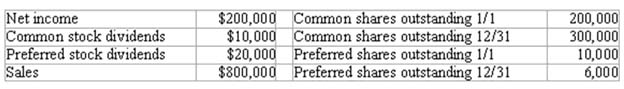 Net income $200,000 Common shares outstanding 1/1 200,000
Common stock dividends $10,000 Common shares outstanding 12/31 300,000
Preferred stock dividends $20,000 Preferred shares outstanding 1/1 10,000
Sales $800,000 Preferred shares outstanding 12/31 6,000